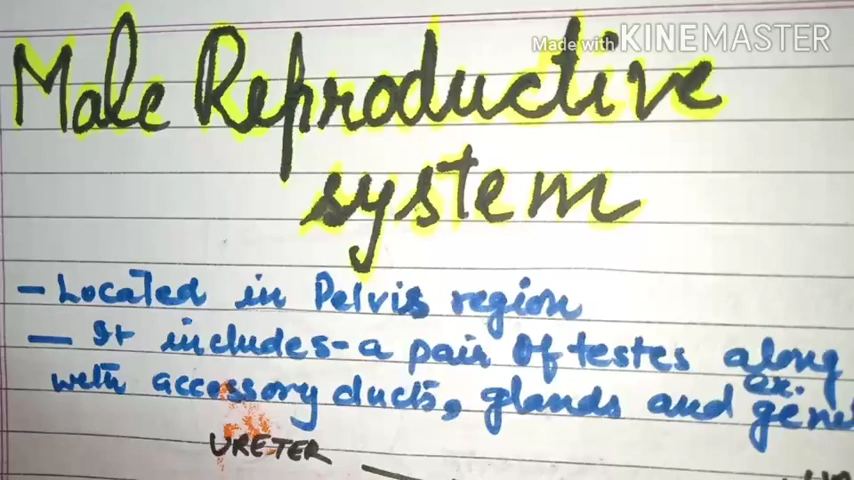 Made with KINEMASTER
Male Reproductive
system
- Located in Pelvis region
- It includes - a pair of testes along
ex.
with accessory ducts, glands and
URETER